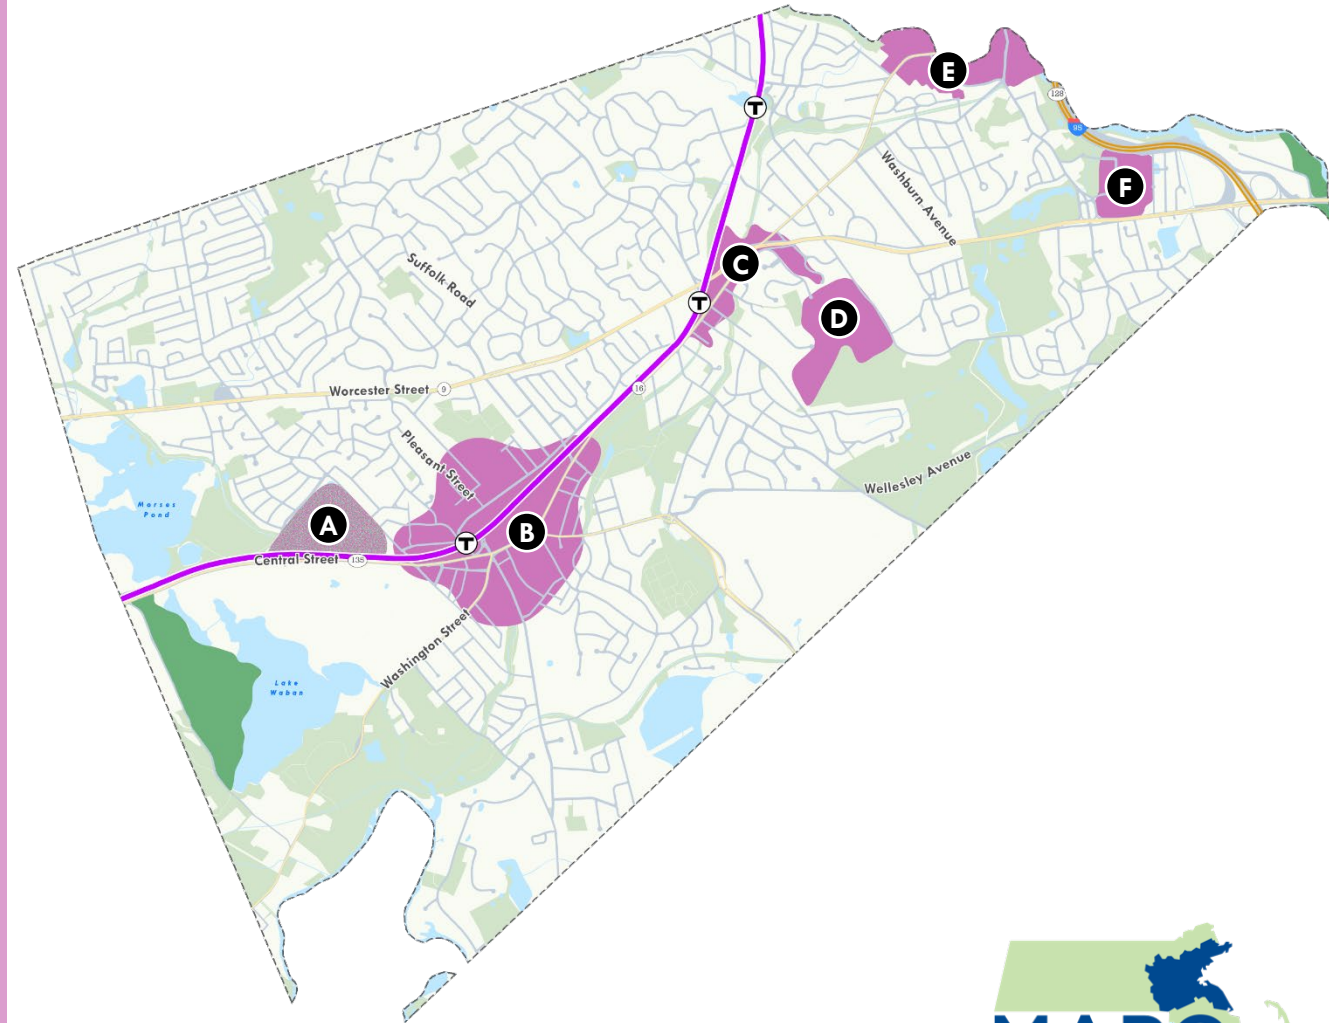 T
E
128
95
F
Washburn Avenue
C
Suffolk Road
T
D
Worcester Street
9
16
Pleasant Street
Wellesley Avenue
Morses
Pond
A
B
T
Central Street
135
Washington Street
Lake
Waban
MAPC